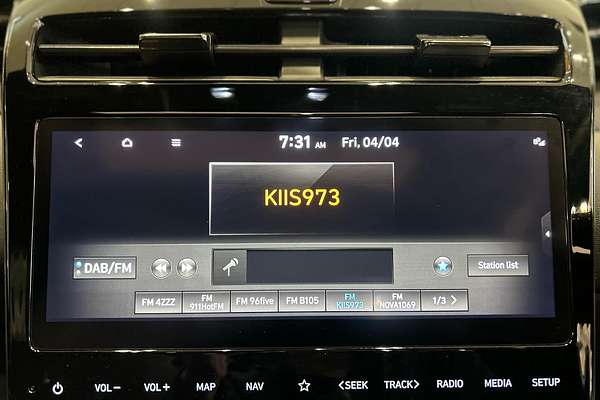 7:31 AM Fri, 04/04
KIIS973
DAB/FM
Station list
FM 4ZZZ
FM
911HotFM
FM 96five
FM B105
FM
KIIS973
FM
NOVA1069
1/3 >
VOL− VOL+ MAP NAV <SEEK TRACK> RADIO MEDIA SETUP